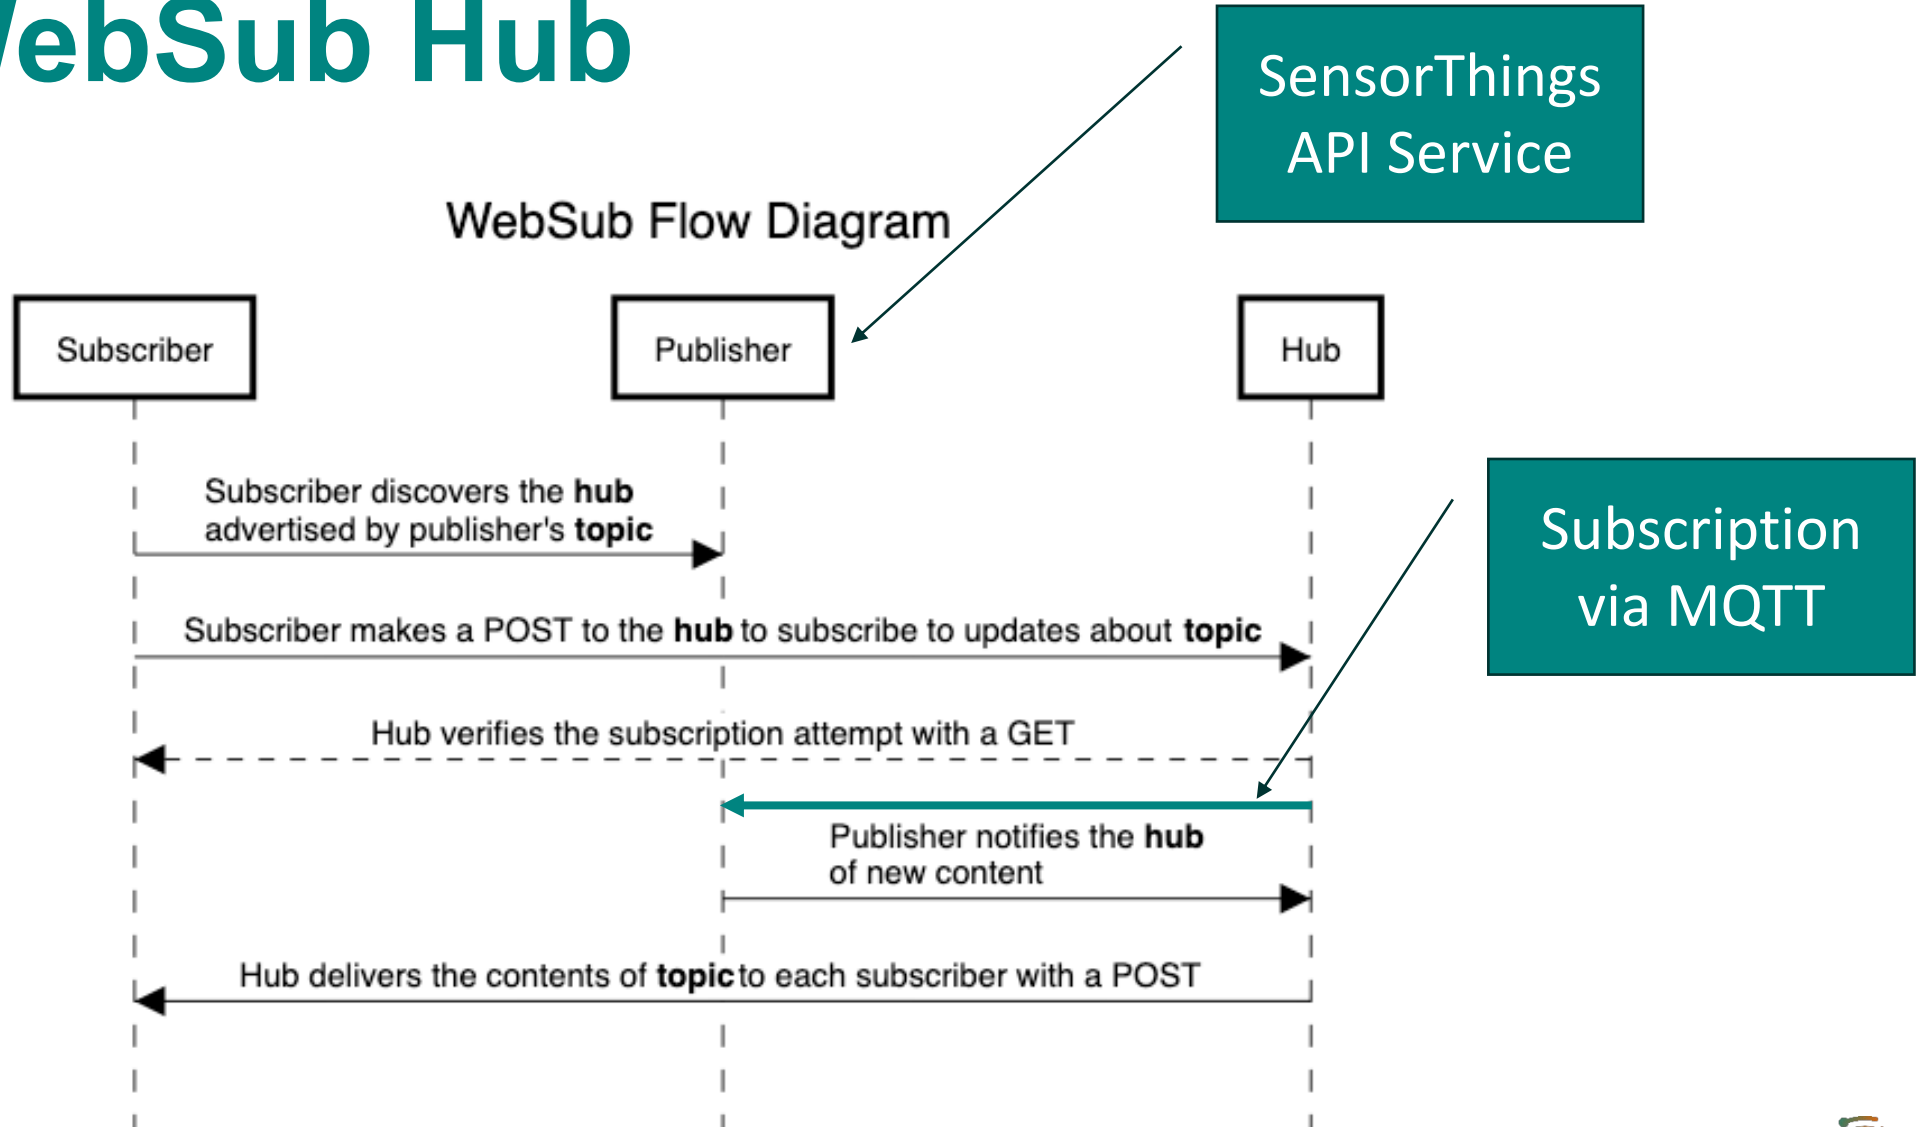 WebSub Hub
SensorThings
API Service
WebSub Flow Diagram
Subscriber
Publisher
Hub
Subscriber discovers the hub
advertised by publisher's topic
Subscription
via MQTT
Subscriber makes a POST to the hub to subscribe to updates about topic
Hub verifies the subscription attempt with a GET
Publisher notifies the hub
of new content
Hub delivers the contents of topic to each subscriber with a POST